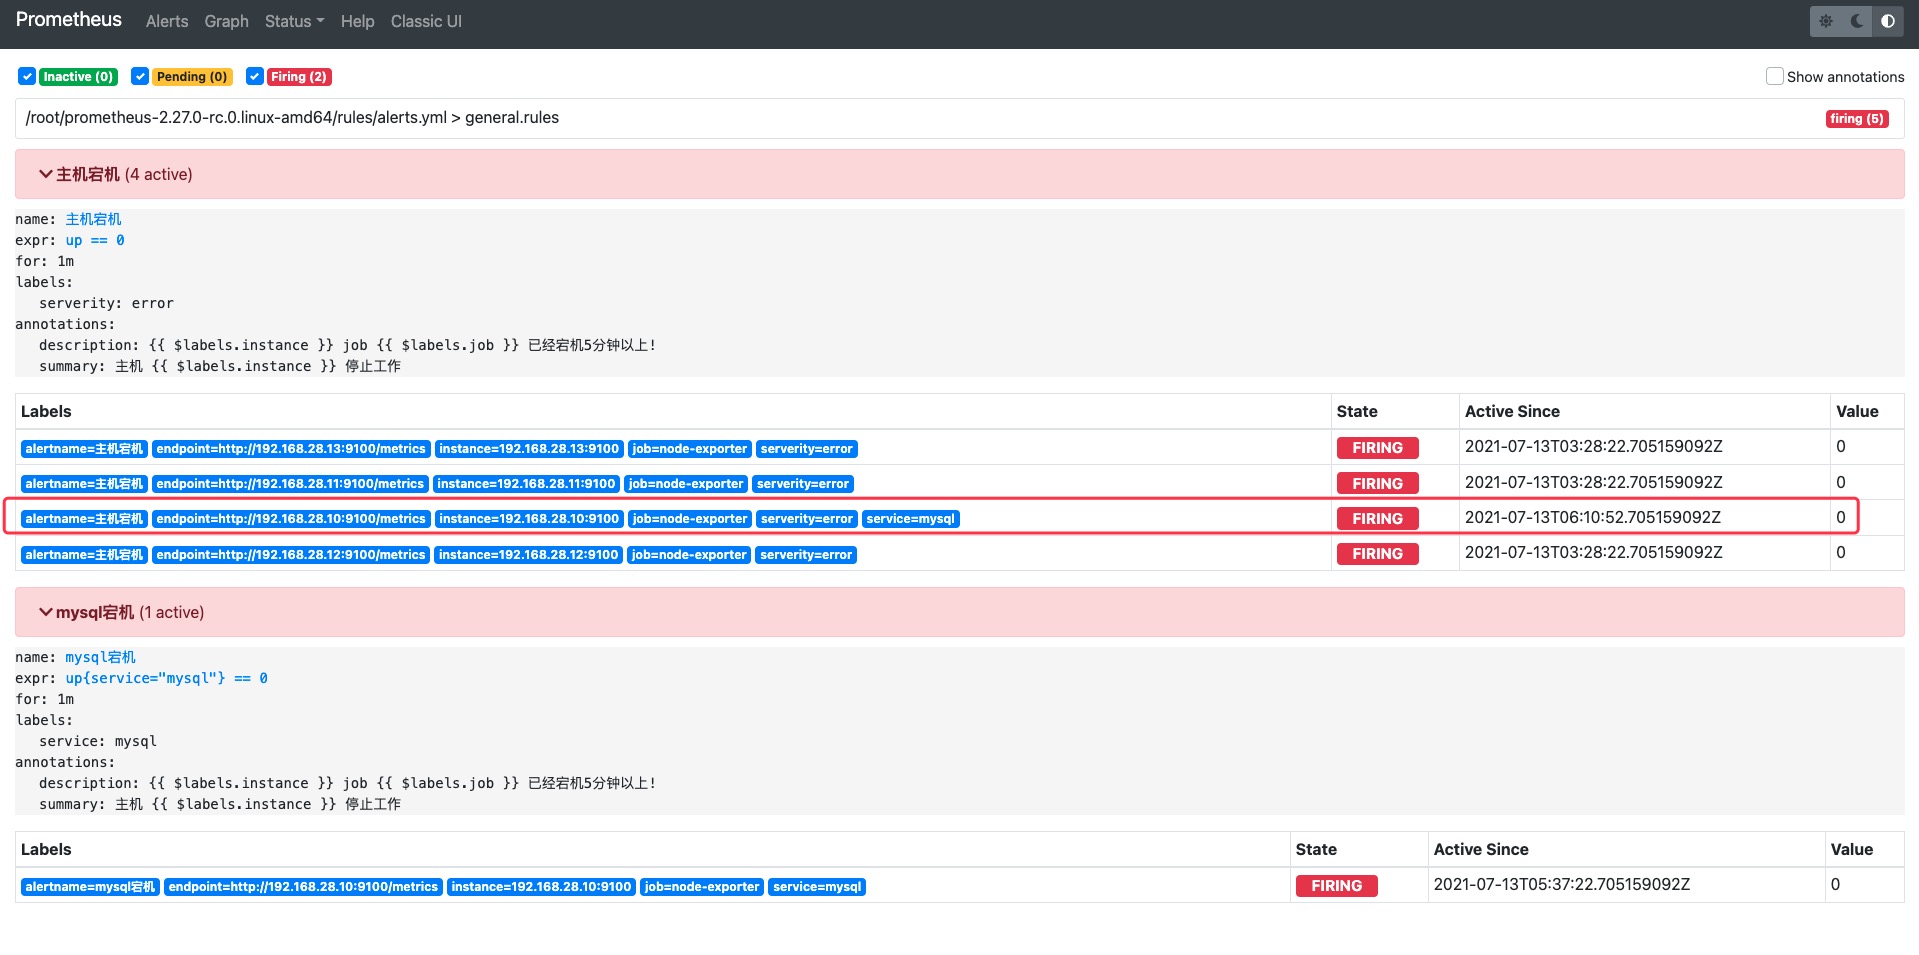 Prometheus Alerts Graph Status Help Classic UI
Inactive (0) Pending (0) Firing (2) Show annotations
/root/prometheus-2.27.0-rc.0.linux-amd64/rules/alerts.yml > general.rules firing (5)
主机宕机 (4 active)
name: 主机宕机
expr: up == 0
for: 1m
labels:
serverity: error
annotations:
description: {{ $labels.instance }} job {{ $labels.job }} 已经宕机5分钟以上!
summary: 主机 {{ $labels.instance }} 停止工作
Labels State Active Since Value
alertname=主机宕机 endpoint=http://192.168.28.13:9100/metrics instance=192.168.28.13:9100 job=node-exporter serverity=error FIRING 2021-07-13T03:28:22.705159092Z 0
alertname=主机宕机 endpoint=http://192.168.28.11:9100/metrics instance=192.168.28.11:9100 job=node-exporter serverity=error FIRING 2021-07-13T03:28:22.705159092Z 0
alertname=主机宕机 endpoint=http://192.168.28.10:9100/metrics instance=192.168.28.10:9100 job=node-exporter serverity=error service=mysql FIRING 2021-07-13T06:10:52.705159092Z 0
alertname=主机宕机 endpoint=http://192.168.28.12:9100/metrics instance=192.168.28.12:9100 job=node-exporter serverity=error FIRING 2021-07-13T03:28:22.705159092Z 0
mysql宕机 (1 active)
name: mysql宕机
expr: up{service="mysql"} == 0
for: 1m
labels:
service: mysql
annotations:
description: {{ $labels.instance }} job {{ $labels.job }} 已经宕机5分钟以上!
summary: 主机 {{ $labels.instance }} 停止工作
Labels State Active Since Value
alertname=mysql宕机 endpoint=http://192.168.28.10:9100/metrics instance=192.168.28.10:9100 job=node-exporter service=mysql FIRING 2021-07-13T05:37:22.705159092Z 0